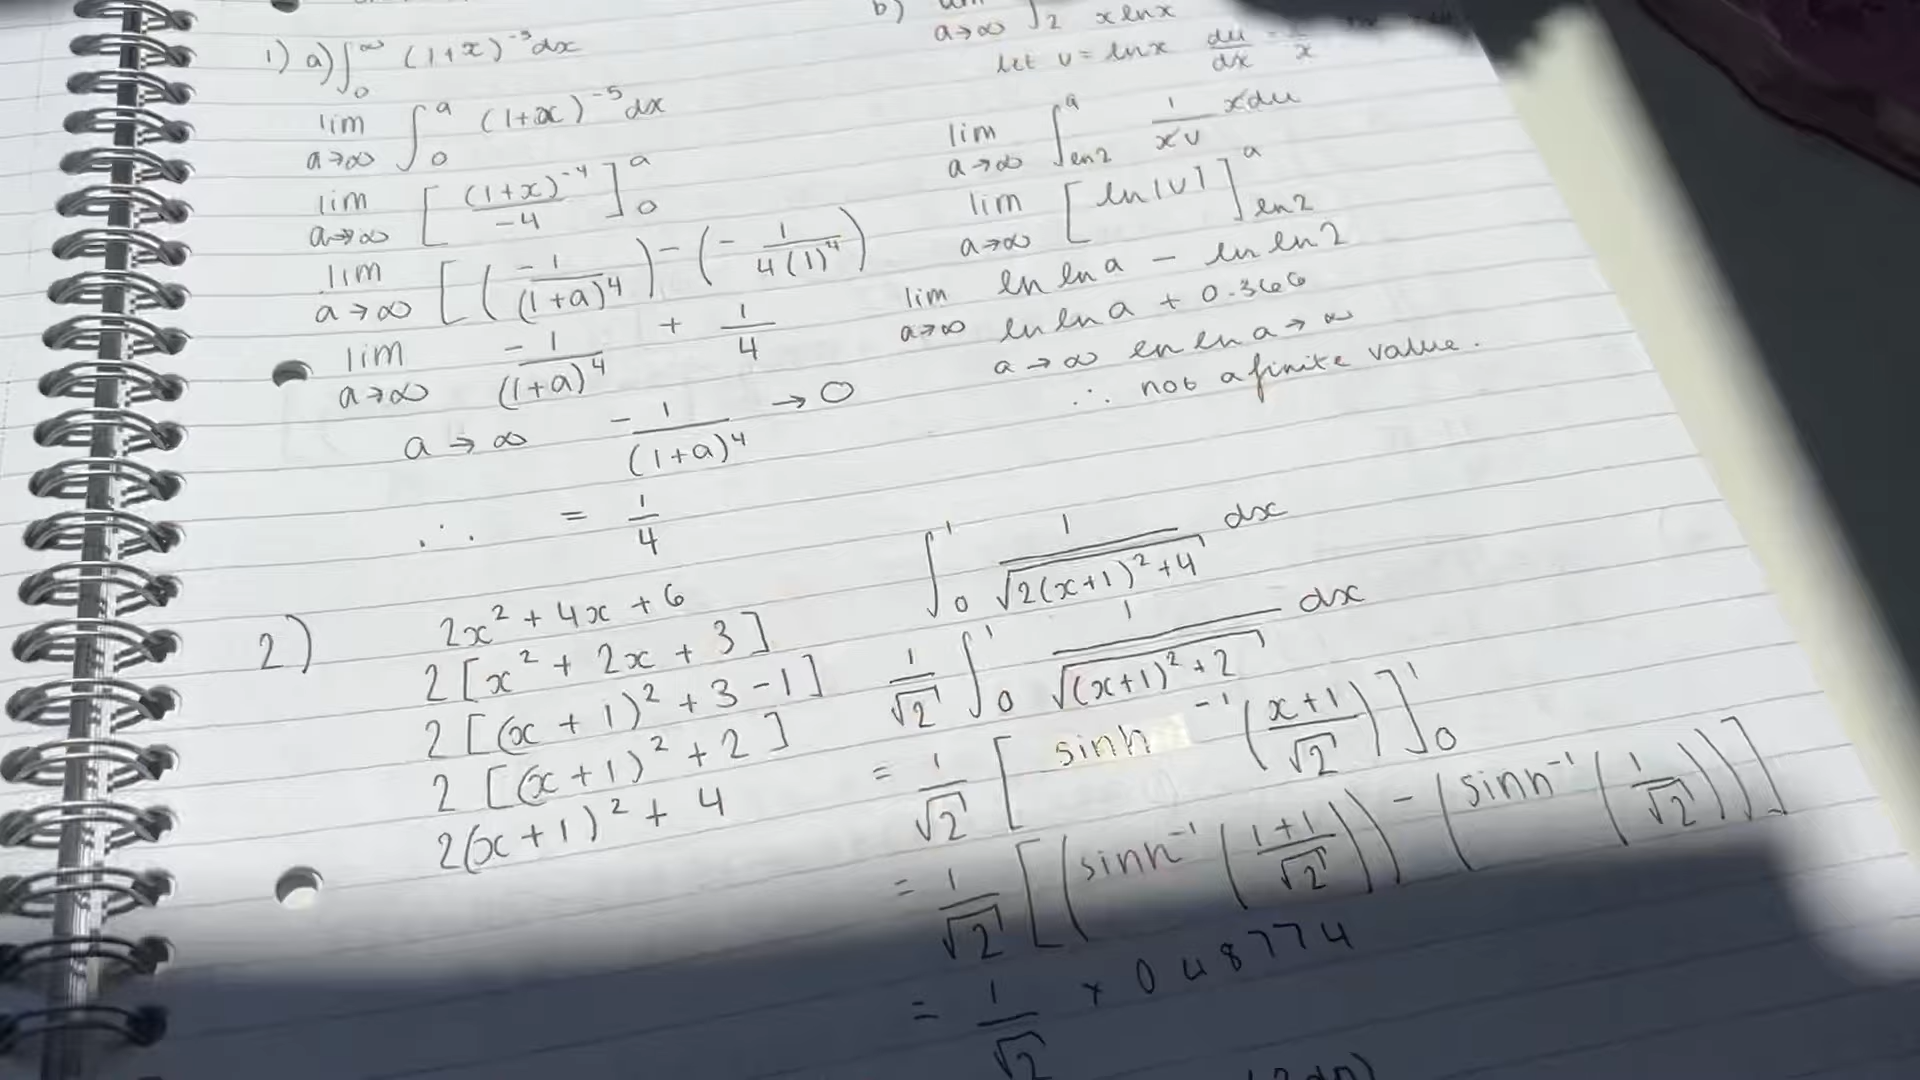 1) a) ∫₀^∞ (1+x)⁻⁵ dx
lim a→∞ ∫₀^a (1+x)⁻⁵ dx
lim a→∞ [ (1+x)⁻⁴ / -4 ]₀^a
lim a→∞ [ ( -1/(1+a)⁴ ) - ( - 1/4(1)⁴ )
lim a→∞ -1/(1+a)⁴ + 1/4
a→∞ - 1/(1+a)⁴ → 0
∴ = 1/4
b) a→∞ ∫₂ x ln x
let u = ln x du/dx = /x
lim a→∞ ∫_{ln2}^a 1/(xu) x du
lim a→∞ [ ln|u| ]_{ln2}^a
lim a→∞ ln ln a - ln ln 2
ln ln a + 0.366
a→∞ ln ln a → ∞
∴ not a finite value.
2) 2x² + 4x + 6
2[x² + 2x + 3]
2[(x+1)² + 3 - 1]
2[(x+1)² + 2]
2(x+1)² + 4
∫₀¹ 1/√(2(x+1)²+4) dx
1/√2 ∫₀¹ 1/√((x+1)²+2) dx
= 1/√2 [ sinh⁻¹ ( (x+1)/√2 ) ]₀¹
= 1/√2 [ ( sinh⁻¹ ( (1+1)/√2 ) ) - ( sinh⁻¹ ( 1/√2 ) ) ]
= 1/√2 × 0 48774